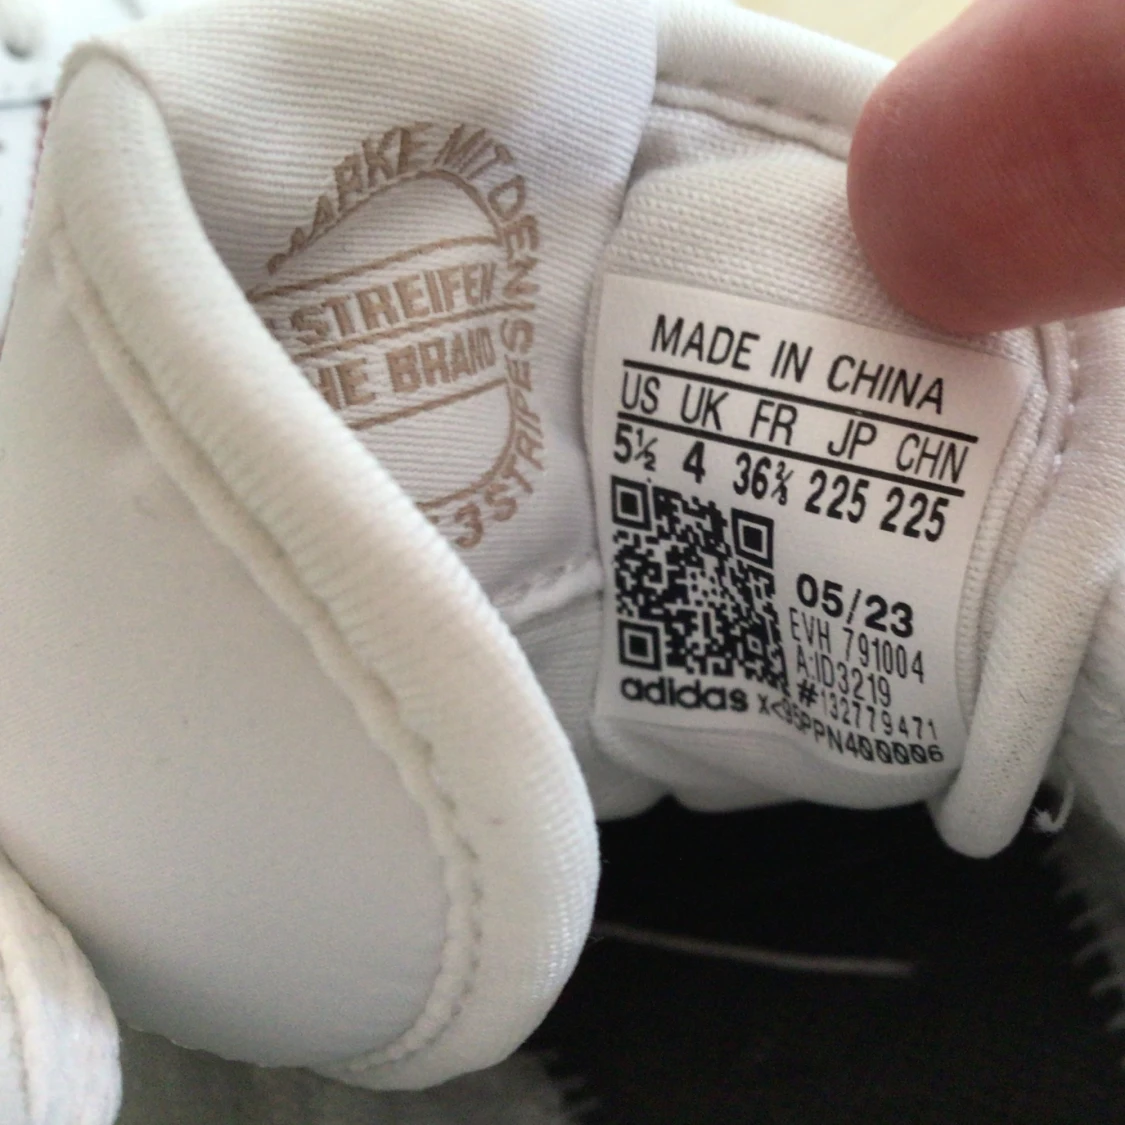 MARKE MIT DEN
STREIFEN
THE BRAND
3 STRIPES
MADE IN CHINA
US UK FR JP CHN
5½ 4 36⅔ 225 225
05/23
EVH 791004
A:ID3219
#132779471
adidas X<95PPN400006